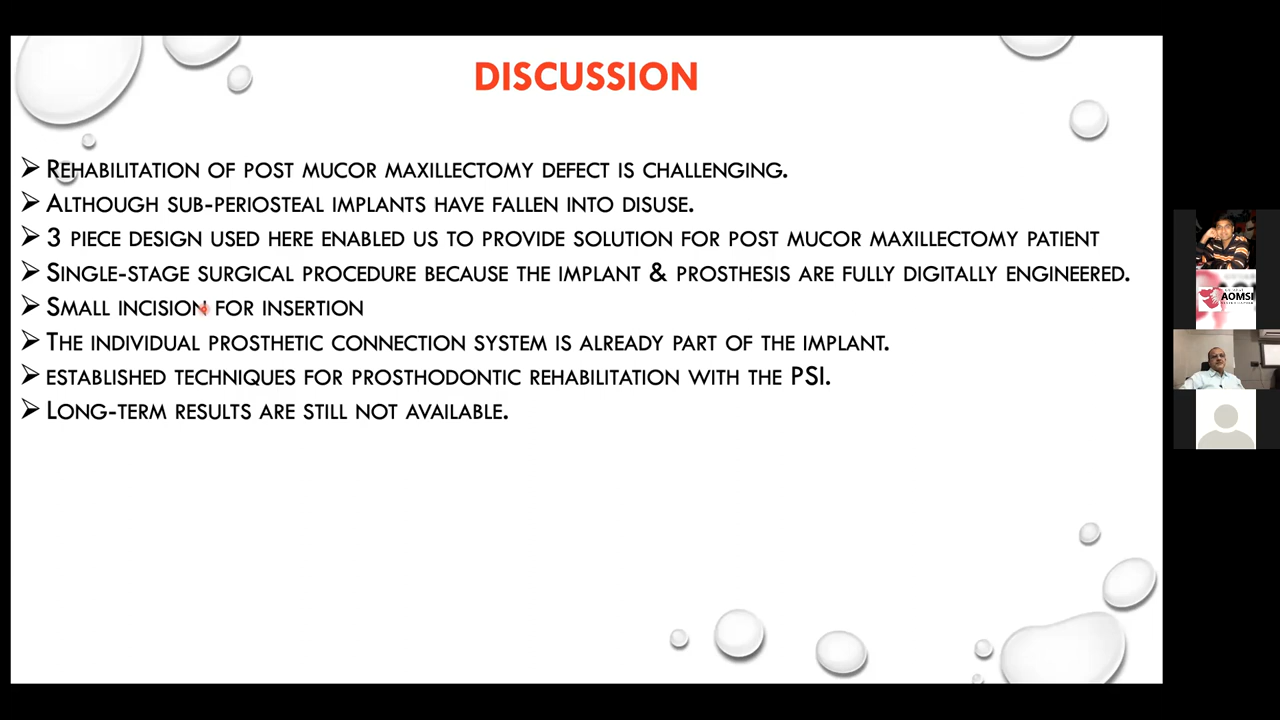 DISCUSSION
➢ REHABILITATION OF POST MUCOR MAXILLECTOMY DEFECT IS CHALLENGING.
➢ ALTHOUGH SUB-PERIOSTEAL IMPLANTS HAVE FALLEN INTO DISUSE.
➢ 3 PIECE DESIGN USED HERE ENABLED US TO PROVIDE SOLUTION FOR POST MUCOR MAXILLECTOMY PATIENT
➢ SINGLE-STAGE SURGICAL PROCEDURE BECAUSE THE IMPLANT & PROSTHESIS ARE FULLY DIGITALLY ENGINEERED.
➢ SMALL INCISION FOR INSERTION
➢ THE INDIVIDUAL PROSTHETIC CONNECTION SYSTEM IS ALREADY PART OF THE IMPLANT.
➢ ESTABLISHED TECHNIQUES FOR PROSTHODONTIC REHABILITATION WITH THE PSI.
➢ LONG-TERM RESULTS ARE STILL NOT AVAILABLE.
AOMSI